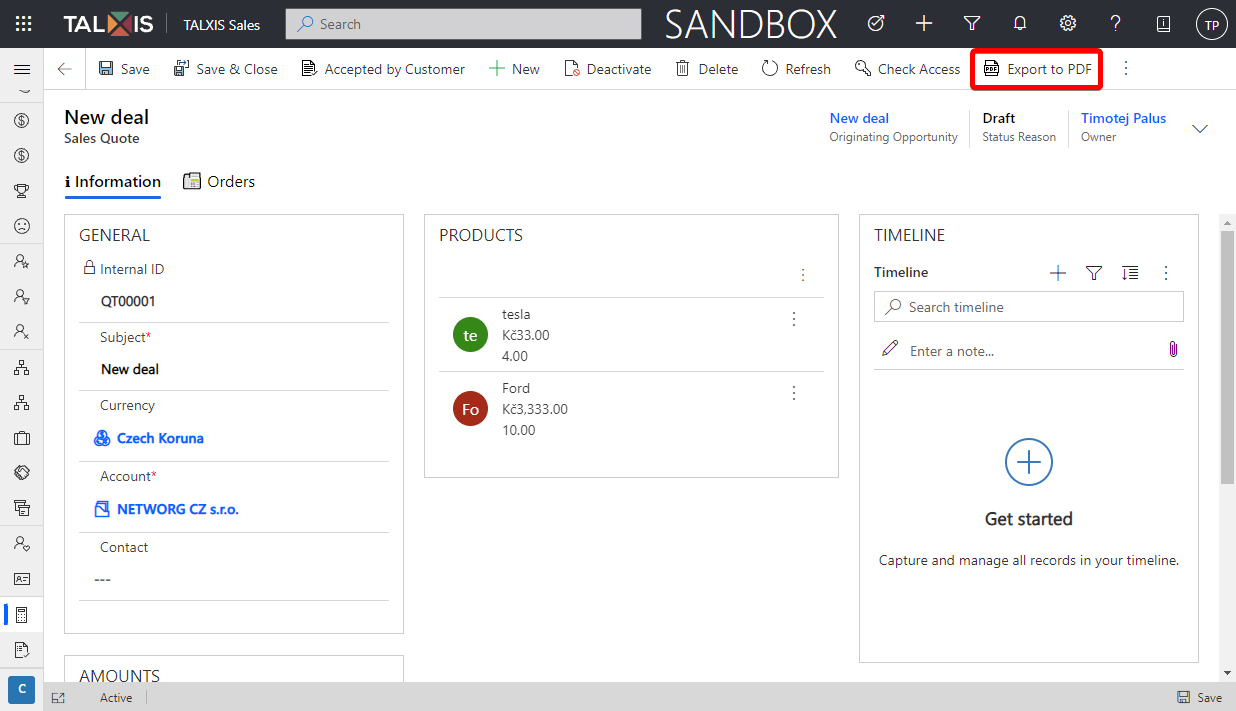 TALXIS
TALXIS Sales
Search
SANDBOX
TP
Save
Save & Close
Accepted by Customer
New
Deactivate
Delete
Refresh
Check Access
PDF
Export to PDF
New deal
Sales Quote
New deal
Originating Opportunity
Draft
Status Reason
Timotej Palus
Owner
Information
Orders
GENERAL
Internal ID
QT00001
Subject*
New deal
Currency
Czech Koruna
Account*
NETWORG CZ s.r.o.
Contact
---
AMOUNTS
PRODUCTS
te
tesla
Kč33.00
4.00
Fo
Ford
Kč3,333.00
10.00
TIMELINE
Timeline
Search timeline
Enter a note...
Get started
Capture and manage all records in your timeline.
C
Active
Save